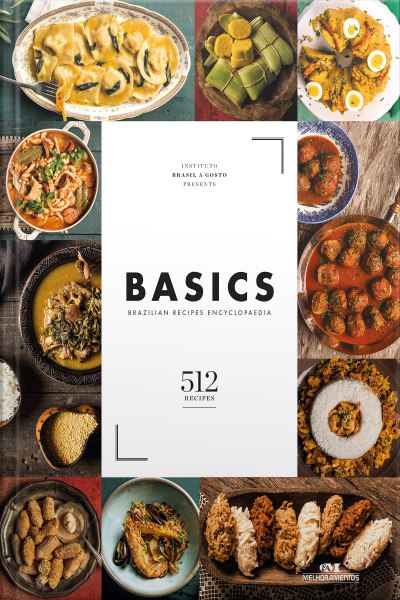 INSTITUTO
BRASIL A GOSTO
PRESENTS
BASICS
BRAZILIAN RECIPES ENCYCLOPAEDIA
512
RECIPES
MELHORAMENTOS